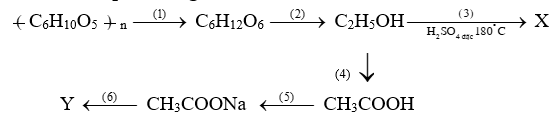 (C6H10O5)n (1)→ C6H12O6 (2)→ C2H5OH (3) H2SO4 đặc 180°C→ X
(4) ↓
Y ←(6) CH3COONa ←(5) CH3COOH